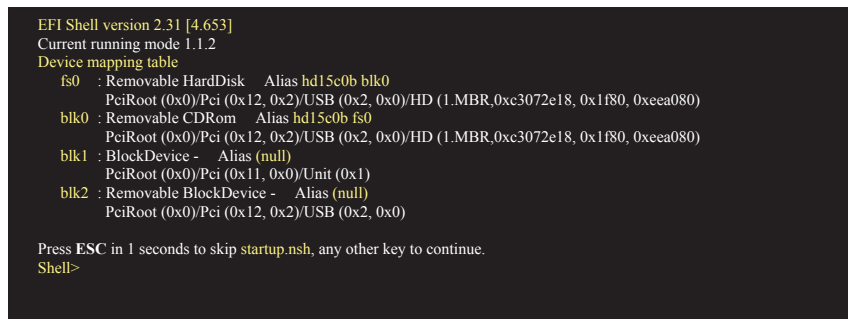 EFI Shell version 2.31 [4.653]
Current running mode 1.1.2
Device mapping table
fs0 : Removable HardDisk Alias hd15c0b blk0
PciRoot (0x0)/Pci (0x12, 0x2)/USB (0x2, 0x0)/HD (1.MBR,0xc3072e18, 0x1f80, 0xeea080)
blk0 : Removable CDRom Alias hd15c0b fs0
PciRoot (0x0)/Pci (0x12, 0x2)/USB (0x2, 0x0)/HD (1.MBR,0xc3072e18, 0x1f80, 0xeea080)
blk1 : BlockDevice - Alias (null)
PciRoot (0x0)/Pci (0x11, 0x0)/Unit (0x1)
blk2 : Removable BlockDevice - Alias (null)
PciRoot (0x0)/Pci (0x12, 0x2)/USB (0x2, 0x0)
Press ESC in 1 seconds to skip startup.nsh, any other key to continue.
Shell>